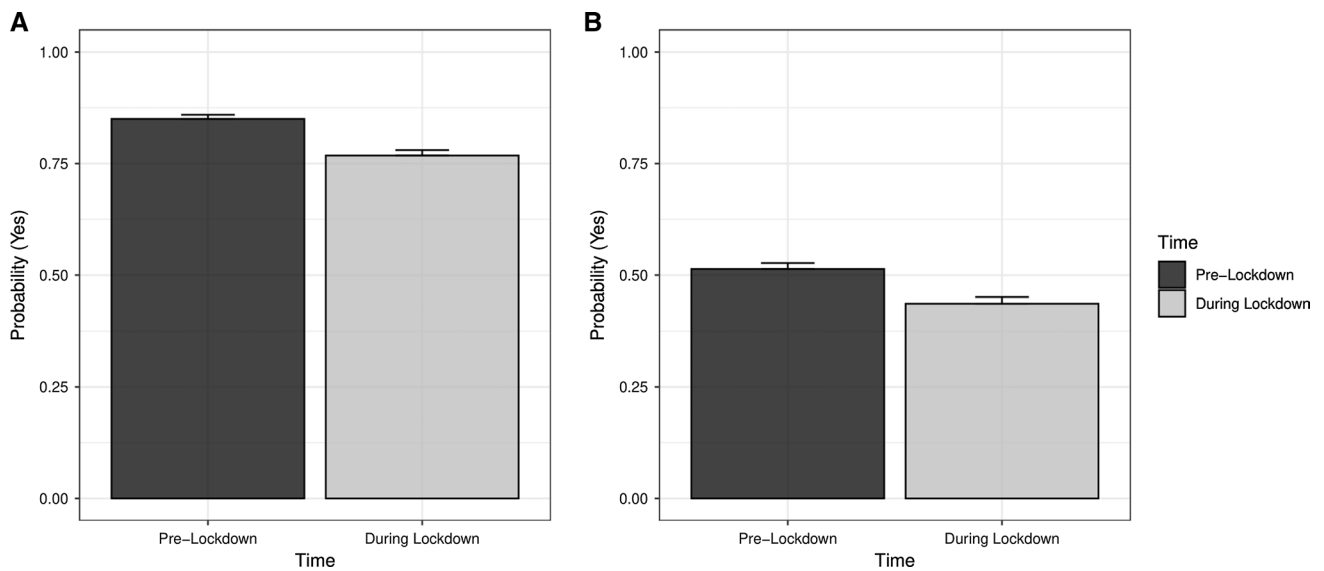 A
1.00
0.75
0.50
0.25
0.00
Probability (Yes)
Pre−Lockdown
During Lockdown
Time
B
1.00
0.75
0.50
0.25
0.00
Probability (Yes)
Pre−Lockdown
During Lockdown
Time
Time
Pre−Lockdown
During Lockdown